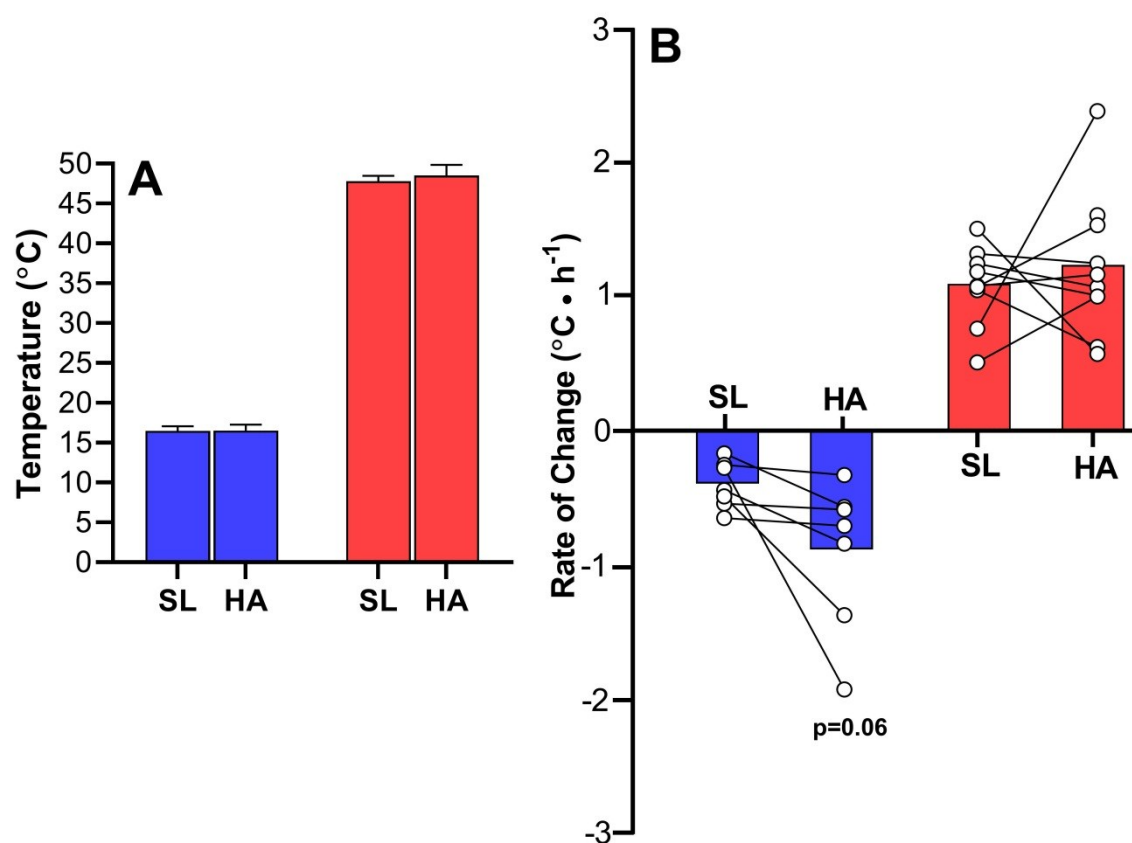 A
Temperature (°C)
50
45
40
35
30
25
20
15
10
5
0
SL HA SL HA
B
Rate of Change (°C • h⁻¹)
3
2
1
0
-1
-2
-3
SL HA
SL HA
p=0.06